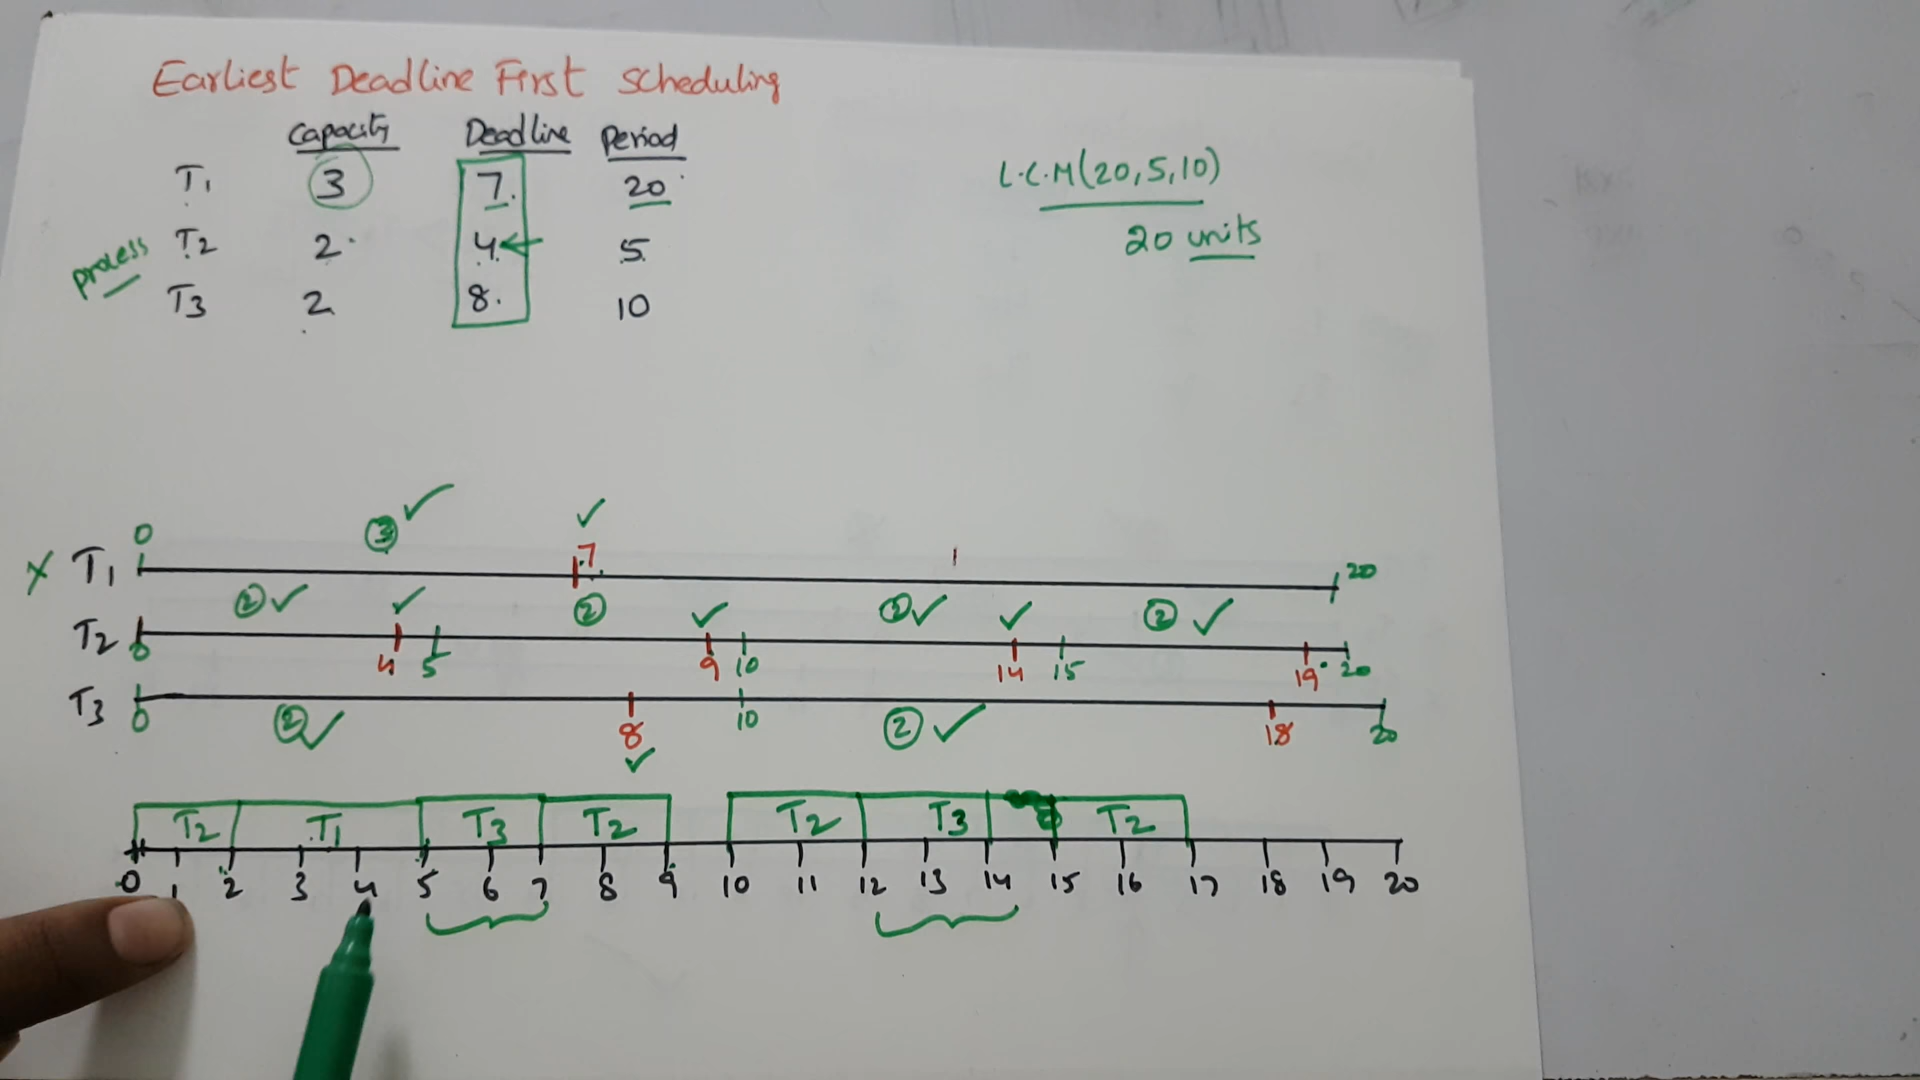 Earliest Deadline First Scheduling
Capacity Deadline Period
T1 3 7. 20
process T2 2 4. 5
T3 2 8. 10
L.C.M(20,5,10)
20 units
0 3 7. 20
X T1
2 2 2 2
T2 0 4 5 9 10 14 15 19 20
T3 0 8 10 18 20
2 2
T2 T1 T3 T2 T2 T3 T2
0 1 2 3 4 5 6 7 8 9 10 11 12 13 14 15 16 17 18 19 20